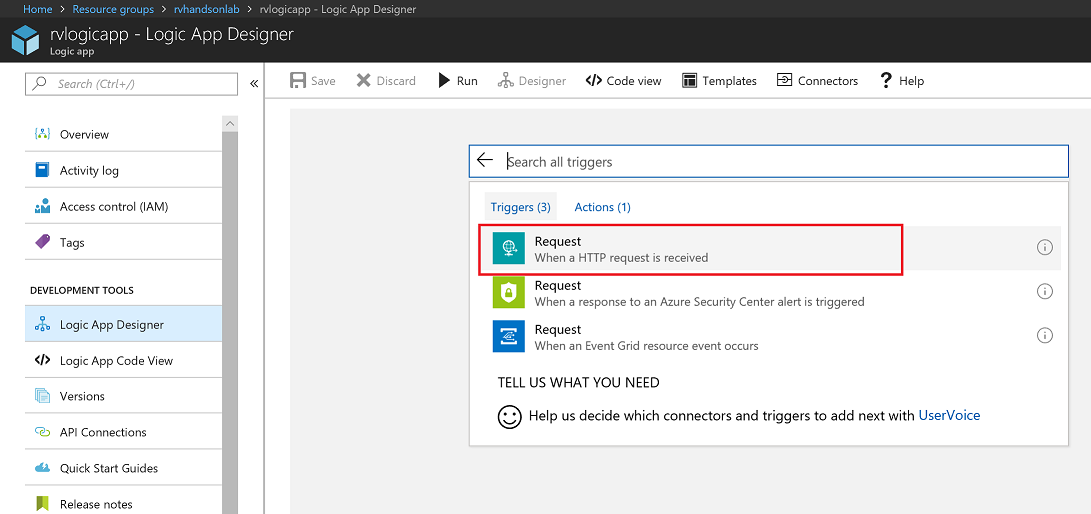 Home > Resource groups > rvhandsonlab > rvlogicapp - Logic App Designer
rvlogicapp - Logic App Designer
Logic app
Search (Ctrl+/)
Overview
Activity log
Access control (IAM)
Tags
DEVELOPMENT TOOLS
Logic App Designer
Logic App Code View
Versions
API Connections
Quick Start Guides
Release notes
Save Discard Run Designer Code view Templates Connectors Help
Search all triggers
Triggers (3) Actions (1)
Request
When a HTTP request is received
Request
When a response to an Azure Security Center alert is triggered
Request
When an Event Grid resource event occurs
TELL US WHAT YOU NEED
Help us decide which connectors and triggers to add next with UserVoice